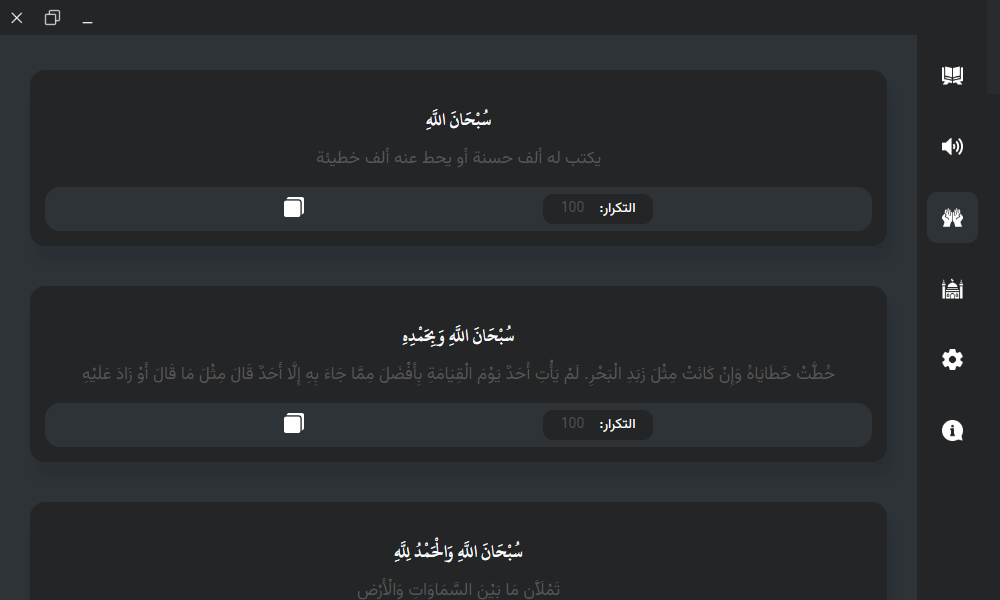 سُبْحَانَ اللَّهِ
يكتب له ألف حسنة أو يحط عنه ألف خطيئة
التكرار: 100
سُبْحَانَ اللَّهِ وَبِحَمْدِهِ
حُطَّتْ خَطَايَاهُ وَإِنْ كَانَتْ مِثْلَ زَبَدِ الْبَحْرِ. لَمْ يَأْتِ أَحَدٌ يَوْمَ الْقِيَامَةِ بِأَفْضَلَ مِمَّا جَاءَ بِهِ إِلَّا أَحَدٌ قَالَ مِثْلَ مَا قَالَ أَوْ زَادَ عَلَيْهِ
التكرار: 100
سُبْحَانَ اللَّهِ وَالْحَمْدُ لِلَّهِ
تَمْلَآَنِ مَا بَيْنَ السَّمَاوَاتِ وَالْأَرْضِ